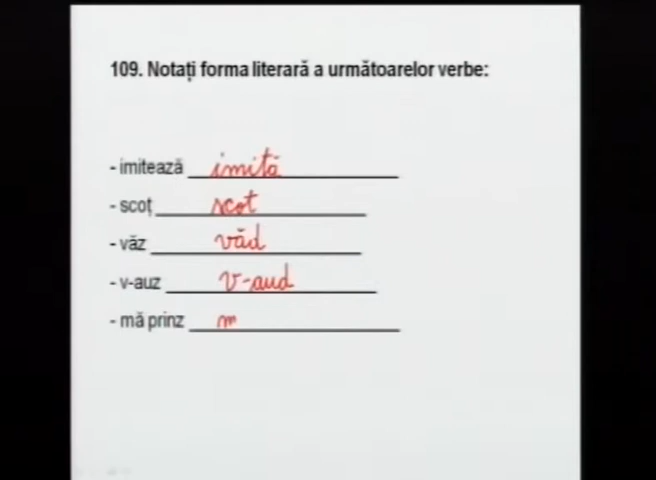 109. Notați forma literară a următoarelor verbe:
- imitează imită
- scoț scot
- văz văd
- v-auz v-aud
- mă prinz m